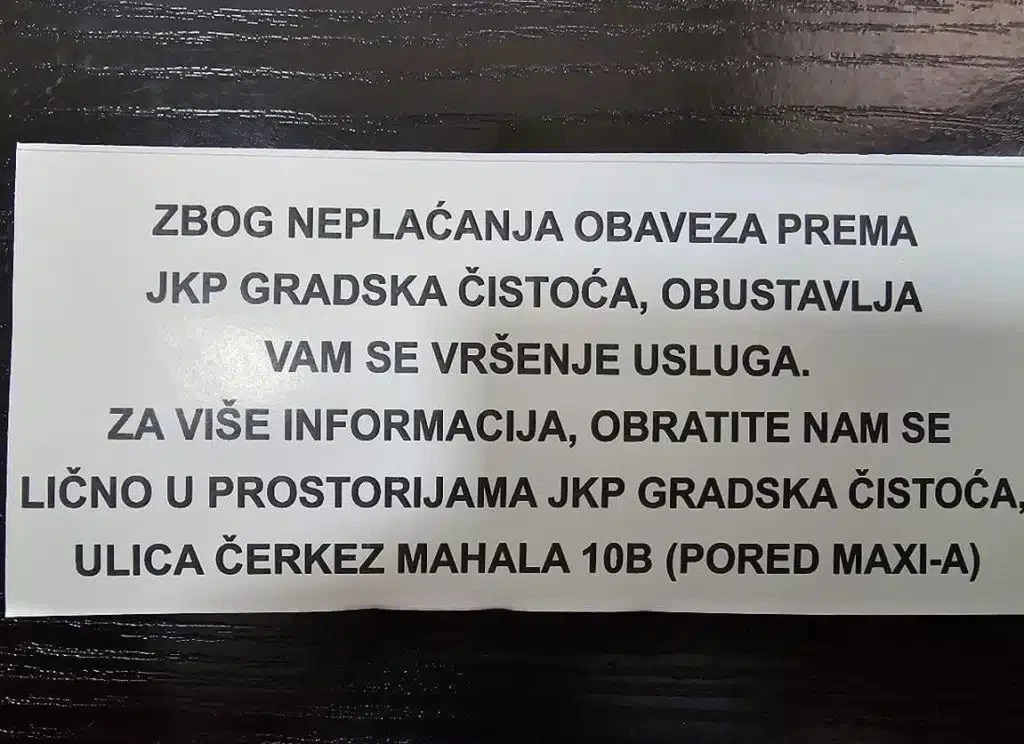 ZBOG NEPLAĆANJA OBAVEZA PREMA
JKP GRADSKA ČISTOĆA, OBUSTAVLJA
VAM SE VRŠENJE USLUGA.
ZA VIŠE INFORMACIJA, OBRATITE NAM SE
LIČNO U PROSTORIJAMA JKP GRADSKA ČISTOĆA,
ULICA ČERKEZ MAHALA 10B (PORED MAXI-A)